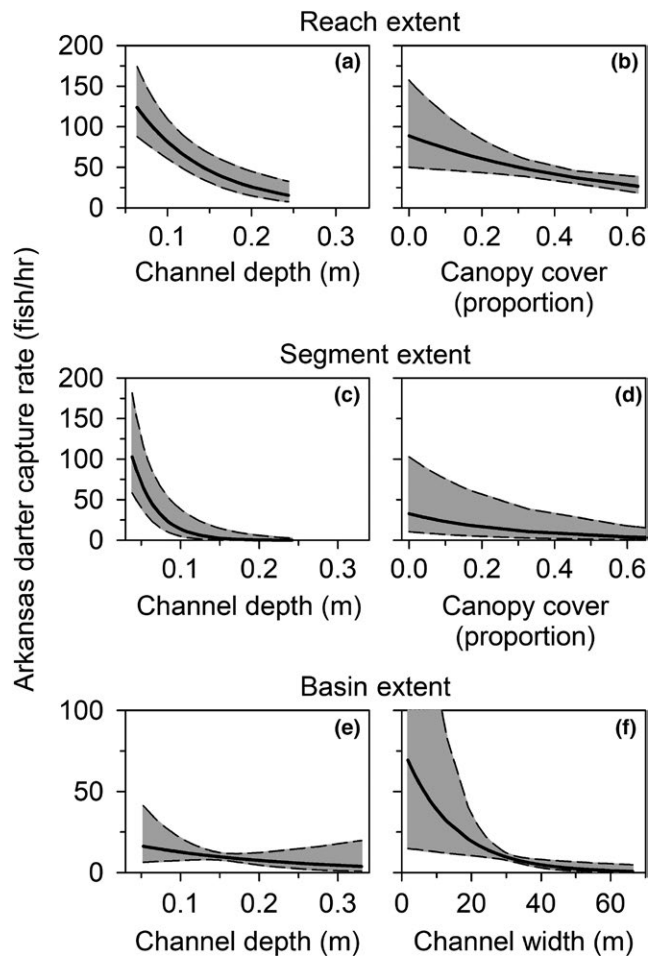 Reach extent
Arkansas darter capture rate (fish/hr)
200
150
100
50
0
(a)
0.1 0.2 0.3
Channel depth (m)
(b)
0.0 0.2 0.4 0.6
Canopy cover
(proportion)
Segment extent
200
150
100
50
0
(c)
0.1 0.2 0.3
Channel depth (m)
(d)
0.0 0.2 0.4 0.6
Canopy cover
(proportion)
Basin extent
100
50
0
(e)
0.1 0.2 0.3
Channel depth (m)
(f)
0 20 40 60
Channel width (m)